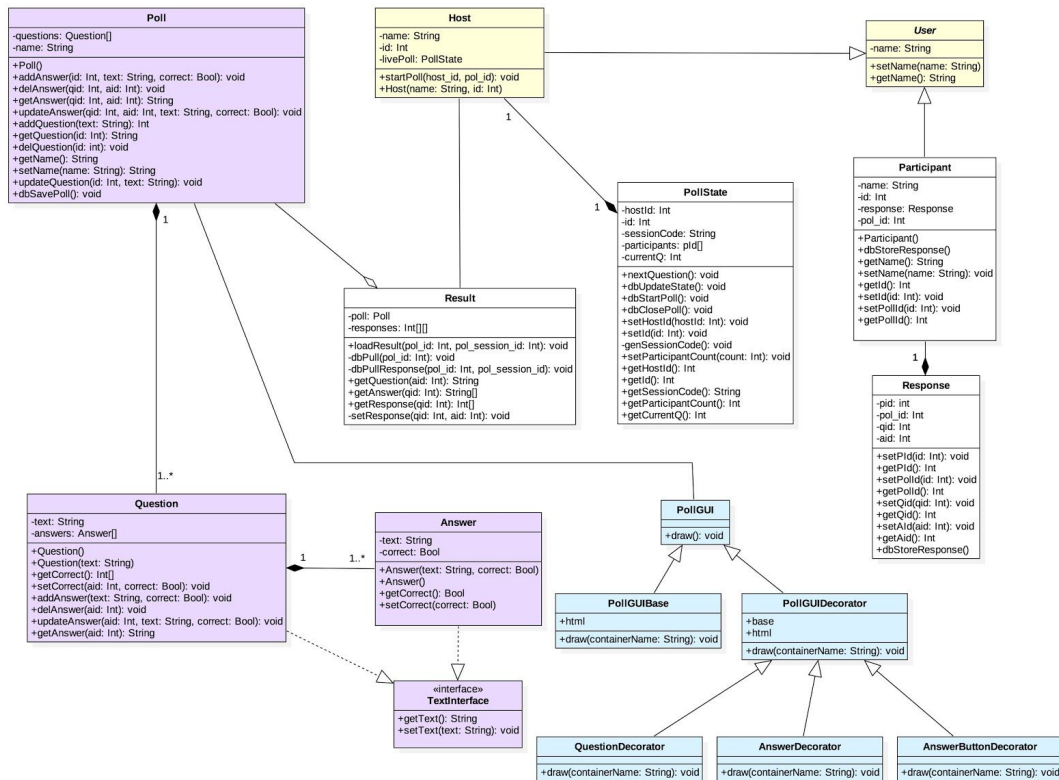 Poll
-questions: Question[]
-name: String
+Poll()
+addAnswer(id: Int, text: String, correct: Bool): void
+delAnswer(qid: Int, aid: Int): void
+getAnswer(qid: Int, aid: Int): String
+updateAnswer(qid: Int, aid: Int, text: String, correct: Bool): void
+addQuestion(text: String): Int
+getQuestion(id: Int): String
+delQuestion(id: int): void
+getName(): String
+setName(name: String): String
+updateQuestion(id: Int, text: String): void
+dbSavePoll(): void
1
1..*
Host
-name: String
-id: Int
-livePoll: PollState
+startPoll(host_id, pol_id): void
+Host(name: String, id: Int)
1
1
User
-name: String
+setName(name: String)
+getName(): String
Participant
-name: String
-id: Int
-response: Response
-pol_id: Int
+Participant()
+dbStoreResponse()
+getName(): String
+setName(name: String): void
+getId(): Int
+setId(id: Int): void
+setPollId(id: Int): void
+getPollId(): Int
1
PollState
-hostId: Int
-id: Int
-sessionCode: String
-participants: pId[]
-currentQ: Int
+nextQuestion(): void
+dbUpdateState(): void
+dbStartPoll(): void
+dbClosePoll(): void
+setHostId(hostId: Int): void
+setId(id: Int): void
-genSessionCode(): void
+setParticipantCount(count: Int): void
+getHostId(): Int
+getId(): Int
+getSessionCode(): String
+getParticipantCount(): Int
+getCurrentQ(): Int
Result
-poll: Poll
-responses: Int[][]
+loadResult(pol_id: Int, pol_session_id: Int): void
-dbPull(pol_id: Int): void
-dbPullResponse(pol_id: Int, pol_session_id): void
+getQuestion(aid: Int): String
+getAnswer(qid: Int): String[]
+getResponse(qid: Int): Int[]
-setResponse(qid: Int, aid: Int): void
Response
-pid: int
-pol_id: Int
-qid: Int
-aid: Int
+setPId(id: Int): void
+getPId(): Int
+setPolId(id: Int): void
+getPolId(): Int
+setQid(qid: Int): void
+getQid(): Int
+setAId(aid: Int): void
+getAid(): Int
+dbStoreResponse()
Question
-text: String
-answers: Answer[]
+Question()
+Question(text: String)
+getCorrect(): Int[]
+setCorrect(aid: Int, correct: Bool): void
+addAnswer(text: String, correct: Bool): void
+delAnswer(aid: Int): void
+updateAnswer(aid: Int, text: String, correct: Bool): void
+getAnswer(aid: Int): String
1
1..*
Answer
-text: String
-correct: Bool
+Answer(text: String, correct: Bool)
+Answer()
+getCorrect(): Bool
+setCorrect(correct: Bool)
«interface»
TextInterface
+getText(): String
+setText(text: String): void
PollGUI
+draw(): void
PollGUIBase
+html
+draw(containerName: String): void
PollGUIDecorator
+base
+html
+draw(containerName: String): void
QuestionDecorator
+draw(containerName: String): void
AnswerDecorator
+draw(containerName: String): void
AnswerButtonDecorator
+draw(containerName: String): void